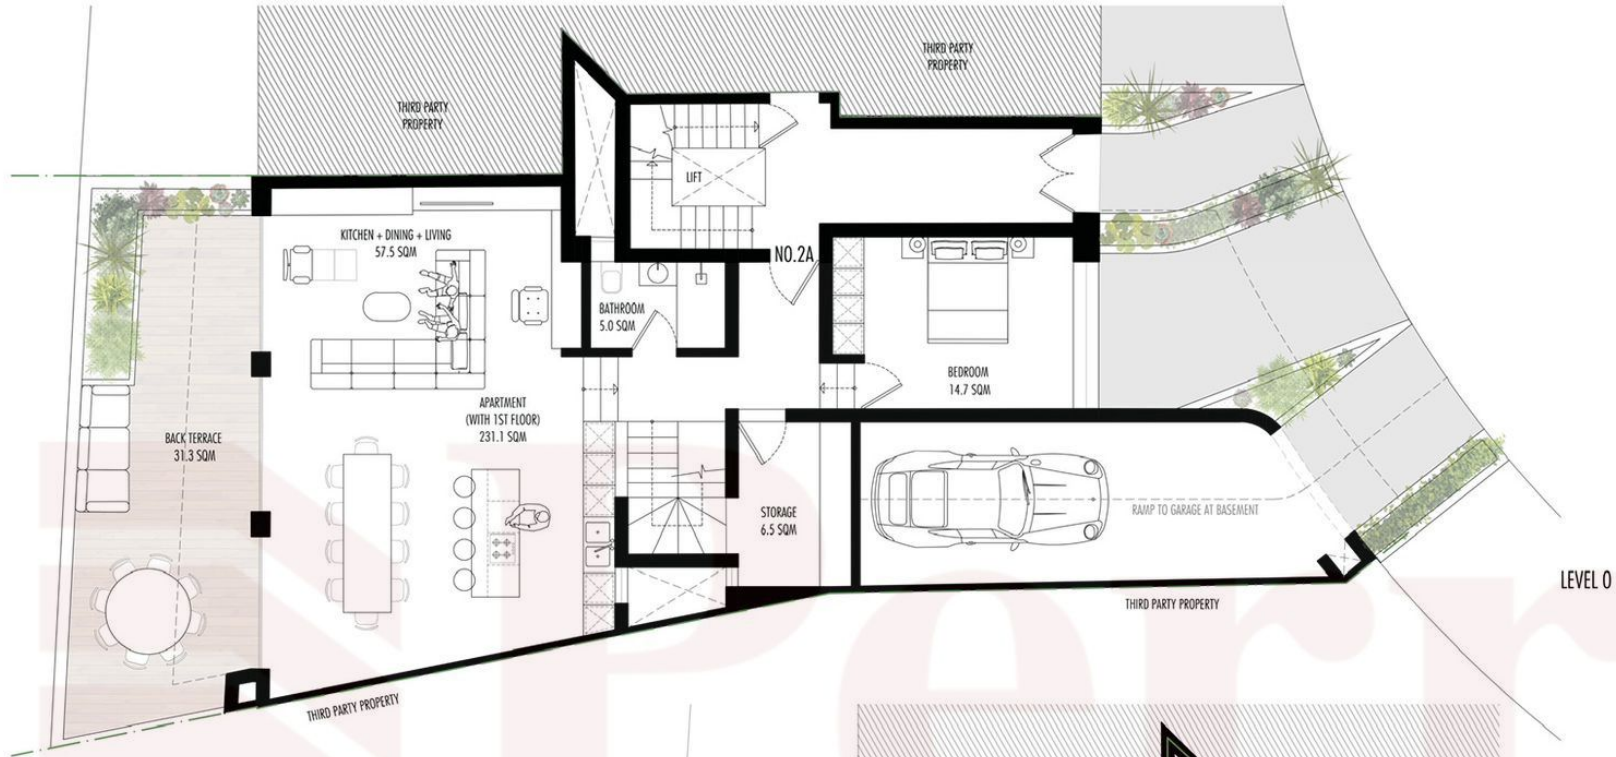 THIRD PARTY
PROPERTY
THIRD PARTY
PROPERTY
LIFT
KITCHEN + DINING + LIVING
57.5 SQM
NO.2A
BATHROOM
5.0 SQM
BEDROOM
14.7 SQM
APARTMENT
(WITH 1ST FLOOR)
231.1 SQM
BACK TERRACE
31.3 SQM
STORAGE
6.5 SQM
RAMP TO GARAGE AT BASEMENT
LEVEL 0
THIRD PARTY PROPERTY
THIRD PARTY PROPERTY